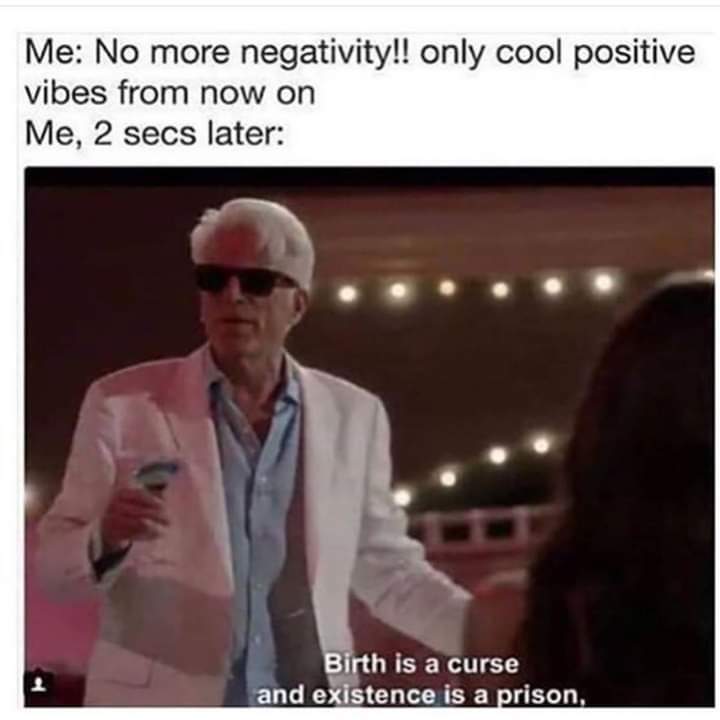 Me: No more negativity!! only cool positive
vibes from now on
Me, 2 secs later:
Birth is a curse
and existence is a prison,